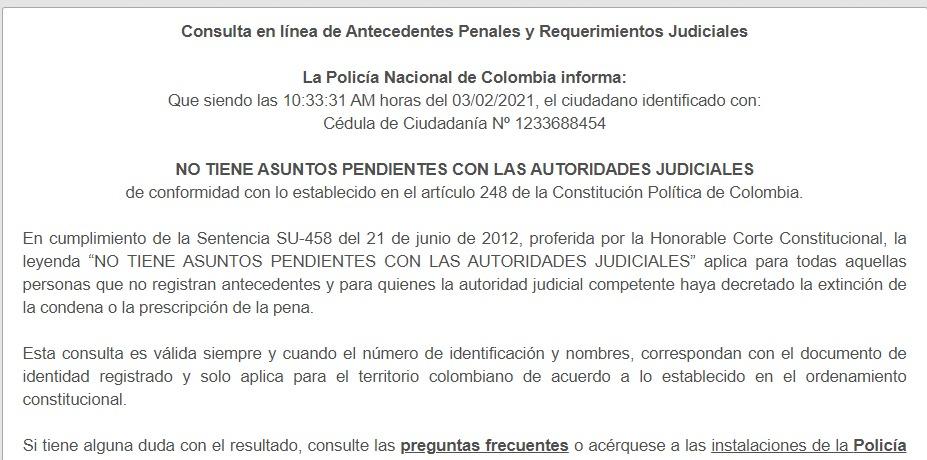 Consulta en línea de Antecedentes Penales y Requerimientos Judiciales
La Policía Nacional de Colombia informa:
Que siendo las 10:33:31 AM horas del 03/02/2021, el ciudadano identificado con:
Cédula de Ciudadanía Nº 1233688454
NO TIENE ASUNTOS PENDIENTES CON LAS AUTORIDADES JUDICIALES
de conformidad con lo establecido en el artículo 248 de la Constitución Política de Colombia.
En cumplimiento de la Sentencia SU-458 del 21 de junio de 2012, proferida por la Honorable Corte Constitucional, la
leyenda “NO TIENE ASUNTOS PENDIENTES CON LAS AUTORIDADES JUDICIALES” aplica para todas aquellas
personas que no registran antecedentes y para quienes la autoridad judicial competente haya decretado la extinción de
la condena o la prescripción de la pena.
Esta consulta es válida siempre y cuando el número de identificación y nombres, correspondan con el documento de
identidad registrado y solo aplica para el territorio colombiano de acuerdo a lo establecido en el ordenamiento
constitucional.
Si tiene alguna duda con el resultado, consulte las preguntas frecuentes o acérquese a las instalaciones de la Policía